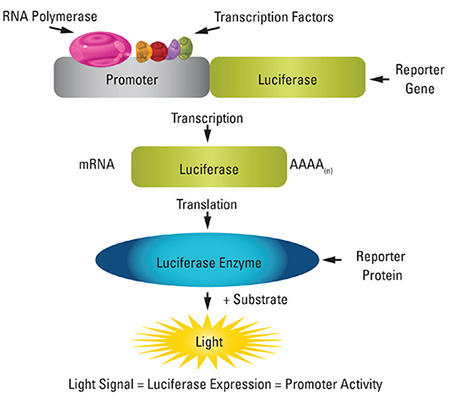 RNA Polymerase
Transcription Factors
Promoter
Luciferase
Reporter
Gene
Transcription
mRNA
Luciferase
AAAA(n)
Translation
Luciferase Enzyme
Reporter
Protein
+ Substrate
Light
Light Signal = Luciferase Expression = Promoter Activity